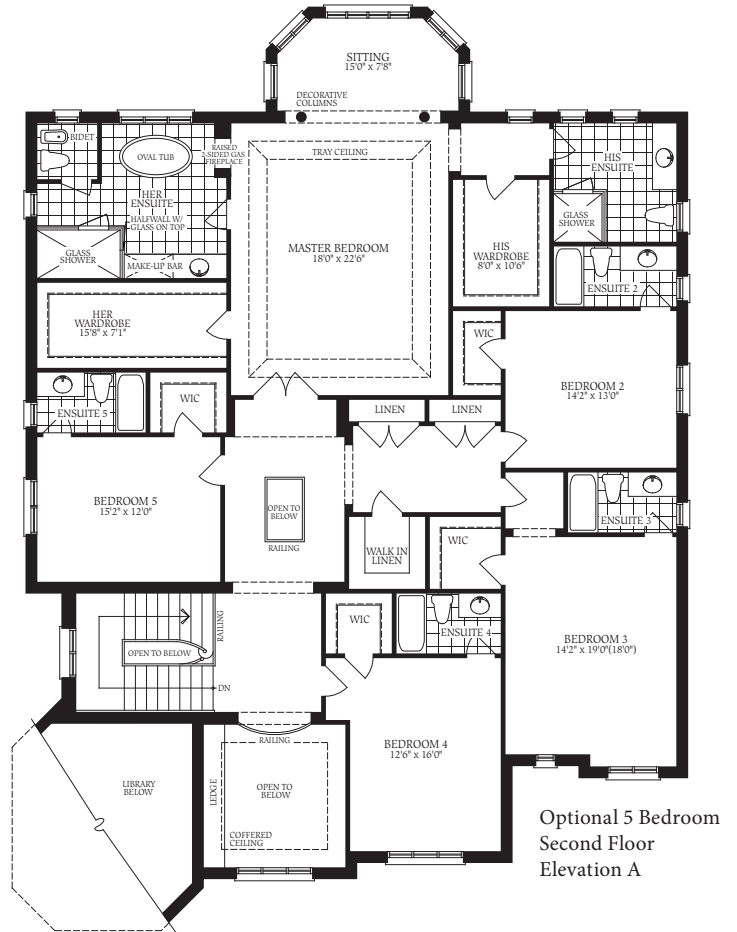 SITTING
15'0" x 7'8"
DECORATIVE
COLUMNS
BIDET
OVAL TUB
RAISED
2-SIDED GAS
FIREPLACE
TRAY CEILING
HIS
ENSUITE
HER
ENSUITE
HALFWALL W/
GLASS ON TOP
GLASS
SHOWER
GLASS
SHOWER
MAKE-UP BAR
MASTER BEDROOM
18'0" x 22'6"
HIS
WARDROBE
8'0" x 10'6"
ENSUITE 2
HER
WARDROBE
15'8" x 7'1"
WIC
BEDROOM 2
14'2" x 13'0"
ENSUITE 5
WIC
LINEN
LINEN
BEDROOM 5
15'2" x 12'0"
OPEN
TO
BELOW
RAILING
WALK IN
LINEN
WIC
ENSUITE 3
RAILING
OPEN TO BELOW
DN
WIC
ENSUITE 4
BEDROOM 3
14'2" x 19'0"(18'0")
RAILING
BEDROOM 4
12'6" x 16'0"
LIBRARY
BELOW
LEDGE
OPEN TO
BELOW
COFFERED
CEILING
Optional 5 Bedroom
Second Floor
Elevation A